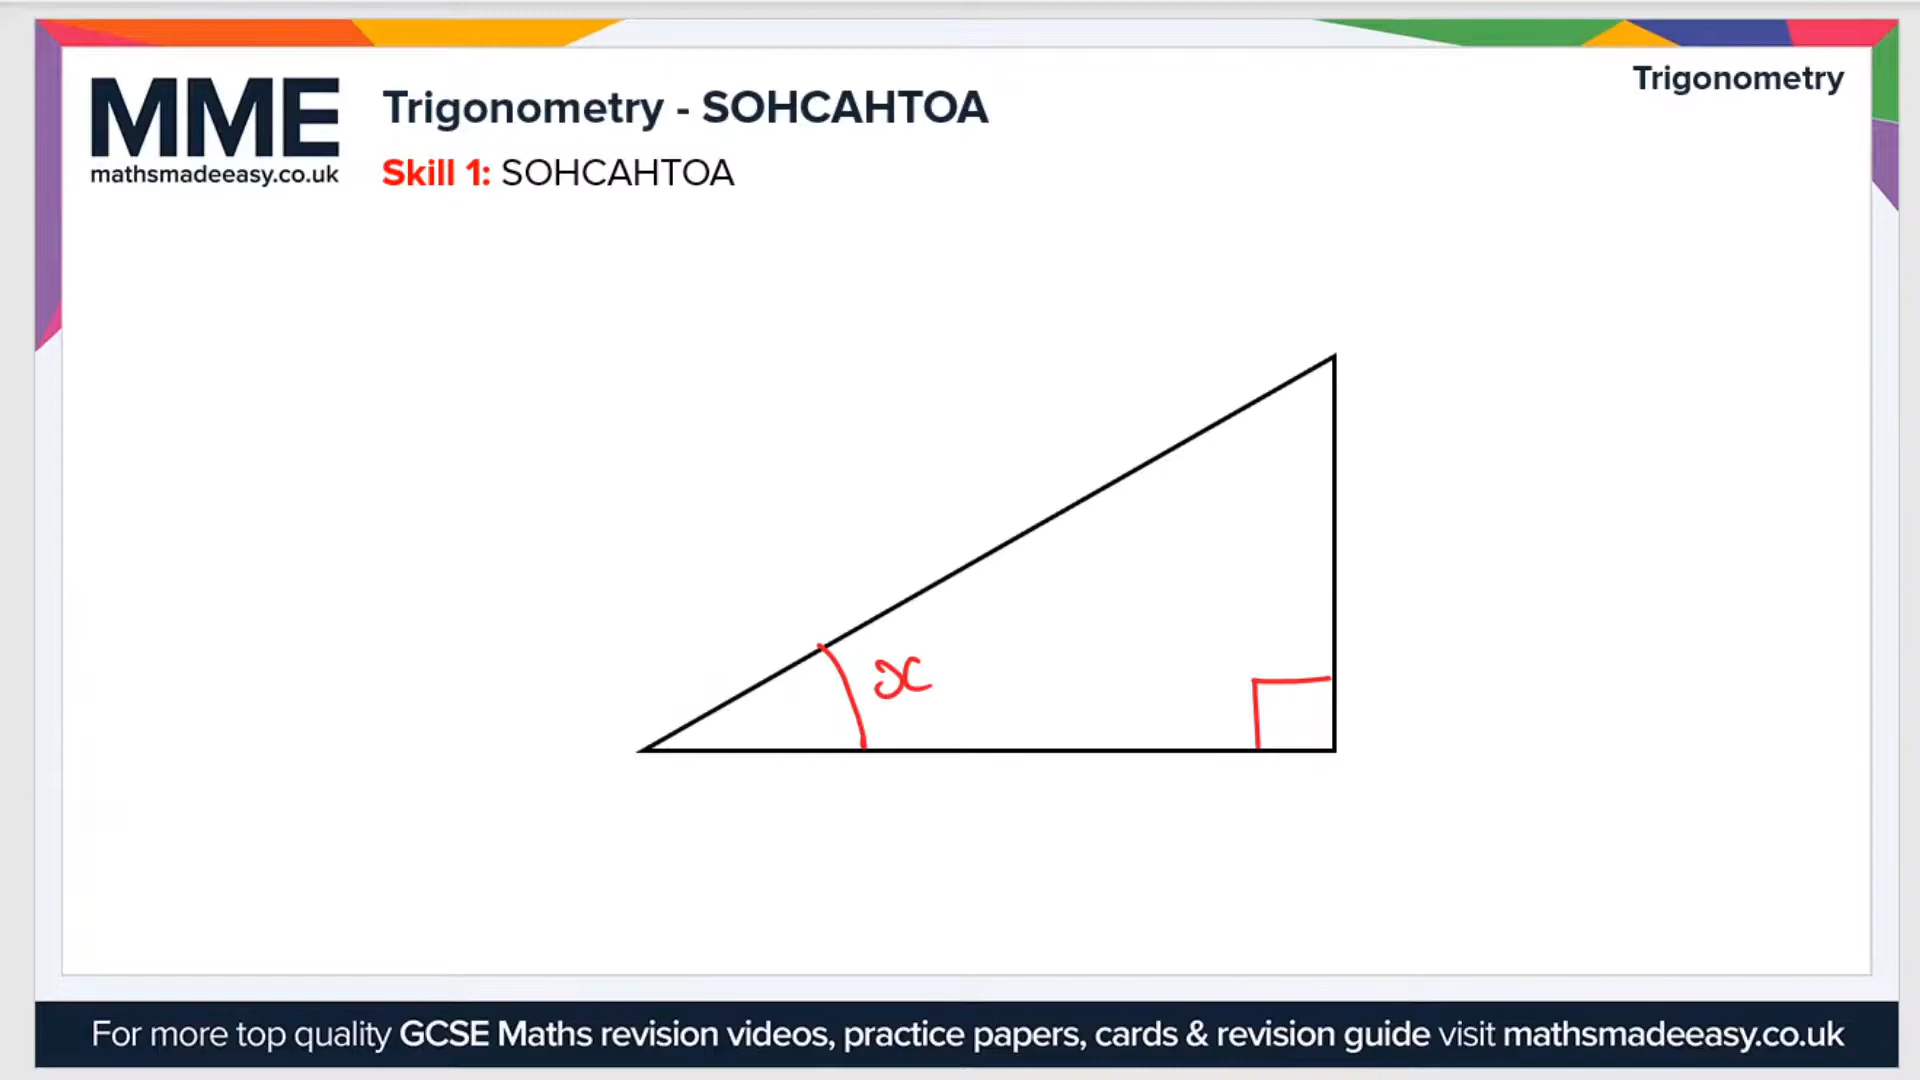 MME
mathsmadeeasy.co.uk
Trigonometry - SOHCAHTOA
Skill 1: SOHCAHTOA
Trigonometry
x
For more top quality GCSE Maths revision videos, practice papers, cards & revision guide visit mathsmadeeasy.co.uk